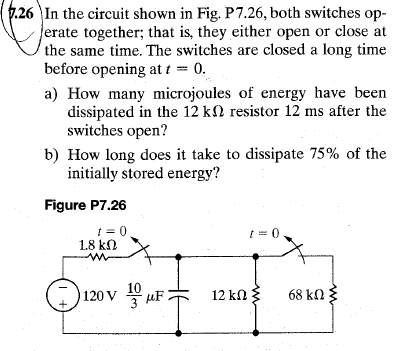 7.26 In the circuit shown in Fig. P7.26, both switches op-
erate together; that is, they either open or close at
the same time. The switches are closed a long time
before opening at t = 0.
a) How many microjoules of energy have been
dissipated in the 12 kΩ resistor 12 ms after the
switches open?
b) How long does it take to dissipate 75% of the
initially stored energy?
Figure P7.26
t = 0
1.8 kΩ
t = 0
−
+
120 V
10
3
μF
12 kΩ
68 kΩ